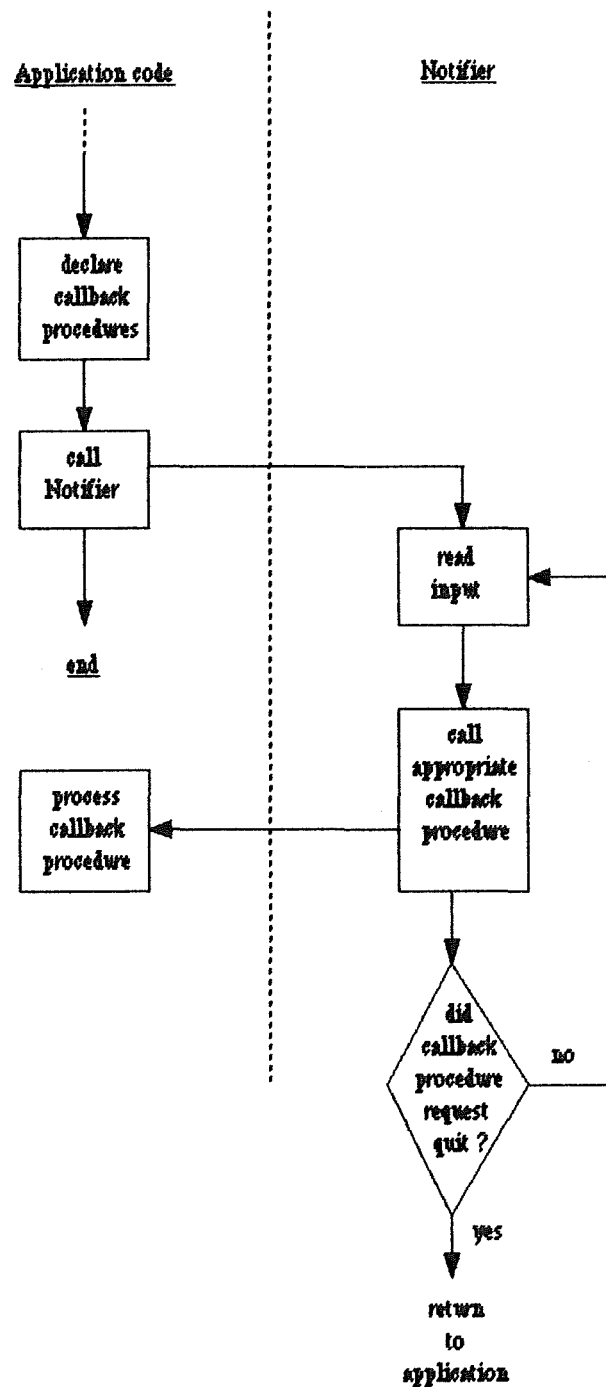 Application code
Notifier
declare
callback
procedures
call
Notifier
read
input
end
call
appropriate
callback
procedure
process
callback
procedure
did
callback
procedure
request
quit ?
no
yes
return
to
application